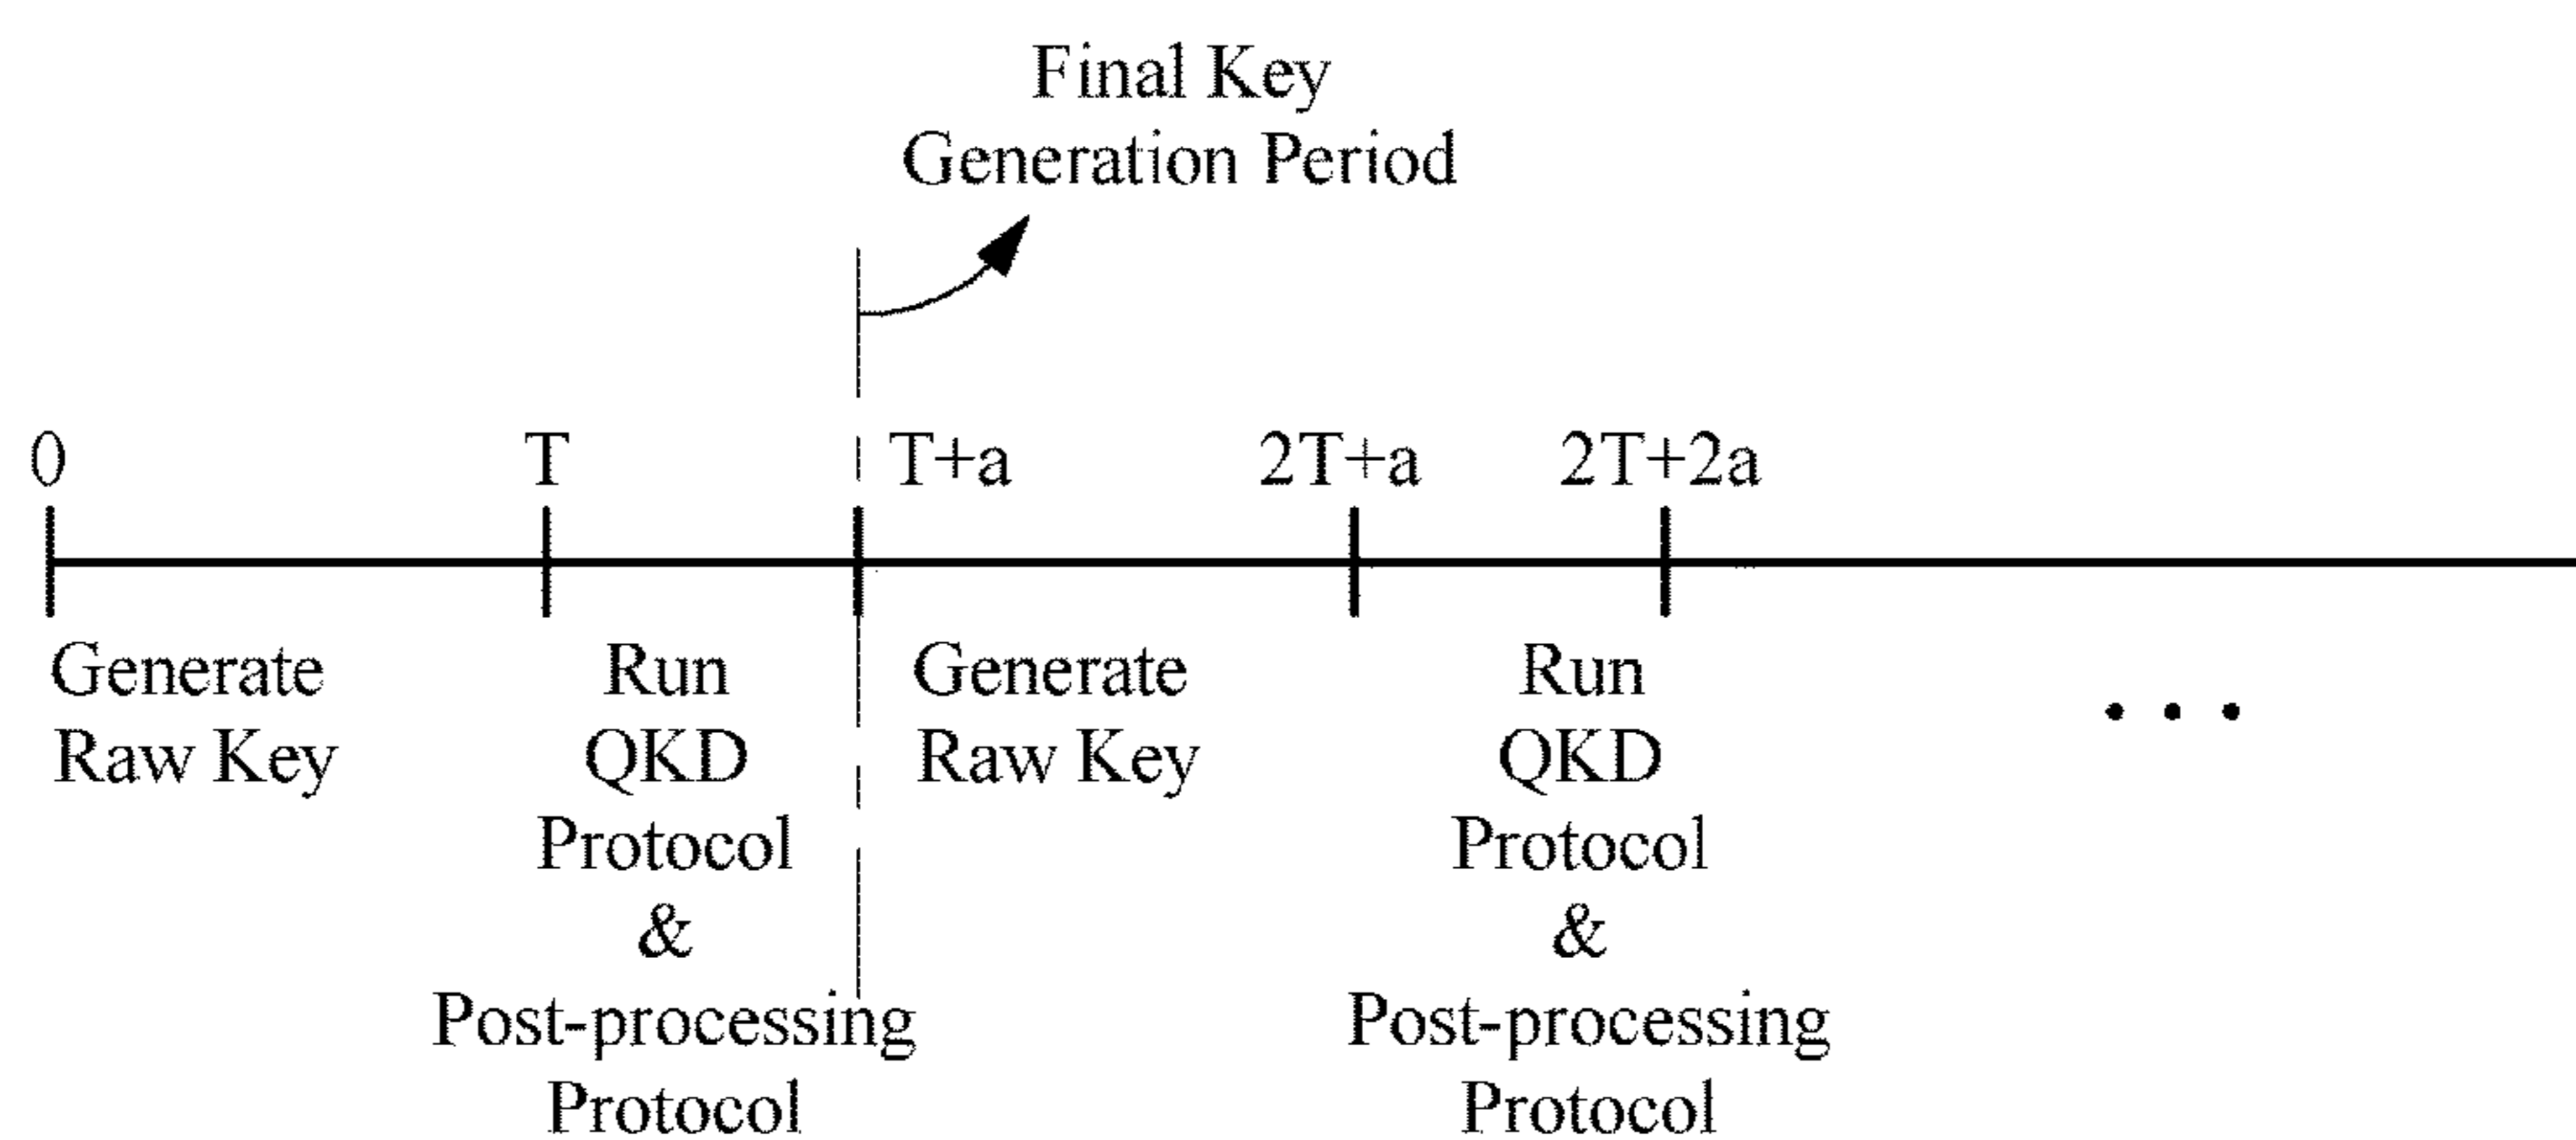 Final Key
Generation Period
0
T
T+a
2T+a
2T+2a
Generate
Raw Key
Run
QKD
Protocol
&
Post-processing
Protocol
Generate
Raw Key
Run
QKD
Protocol
&
Post-processing
Protocol
• • •